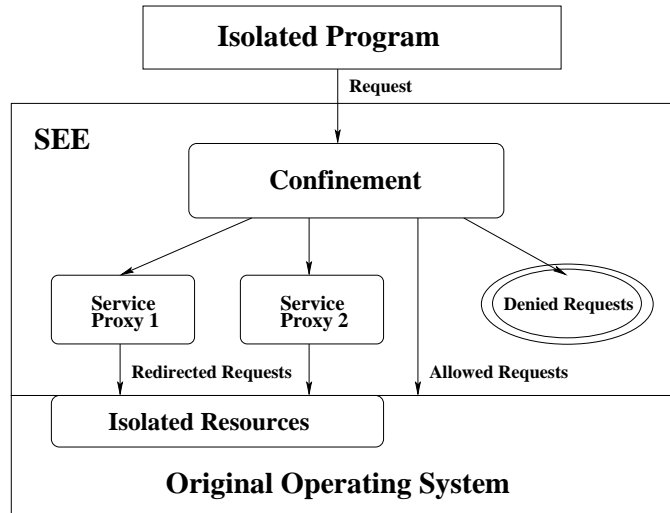 Isolated Program
Request
SEE
Confinement
Service
Proxy 1
Service
Proxy 2
Denied Requests
Redirected Requests
Allowed Requests
Isolated Resources
Original Operating System